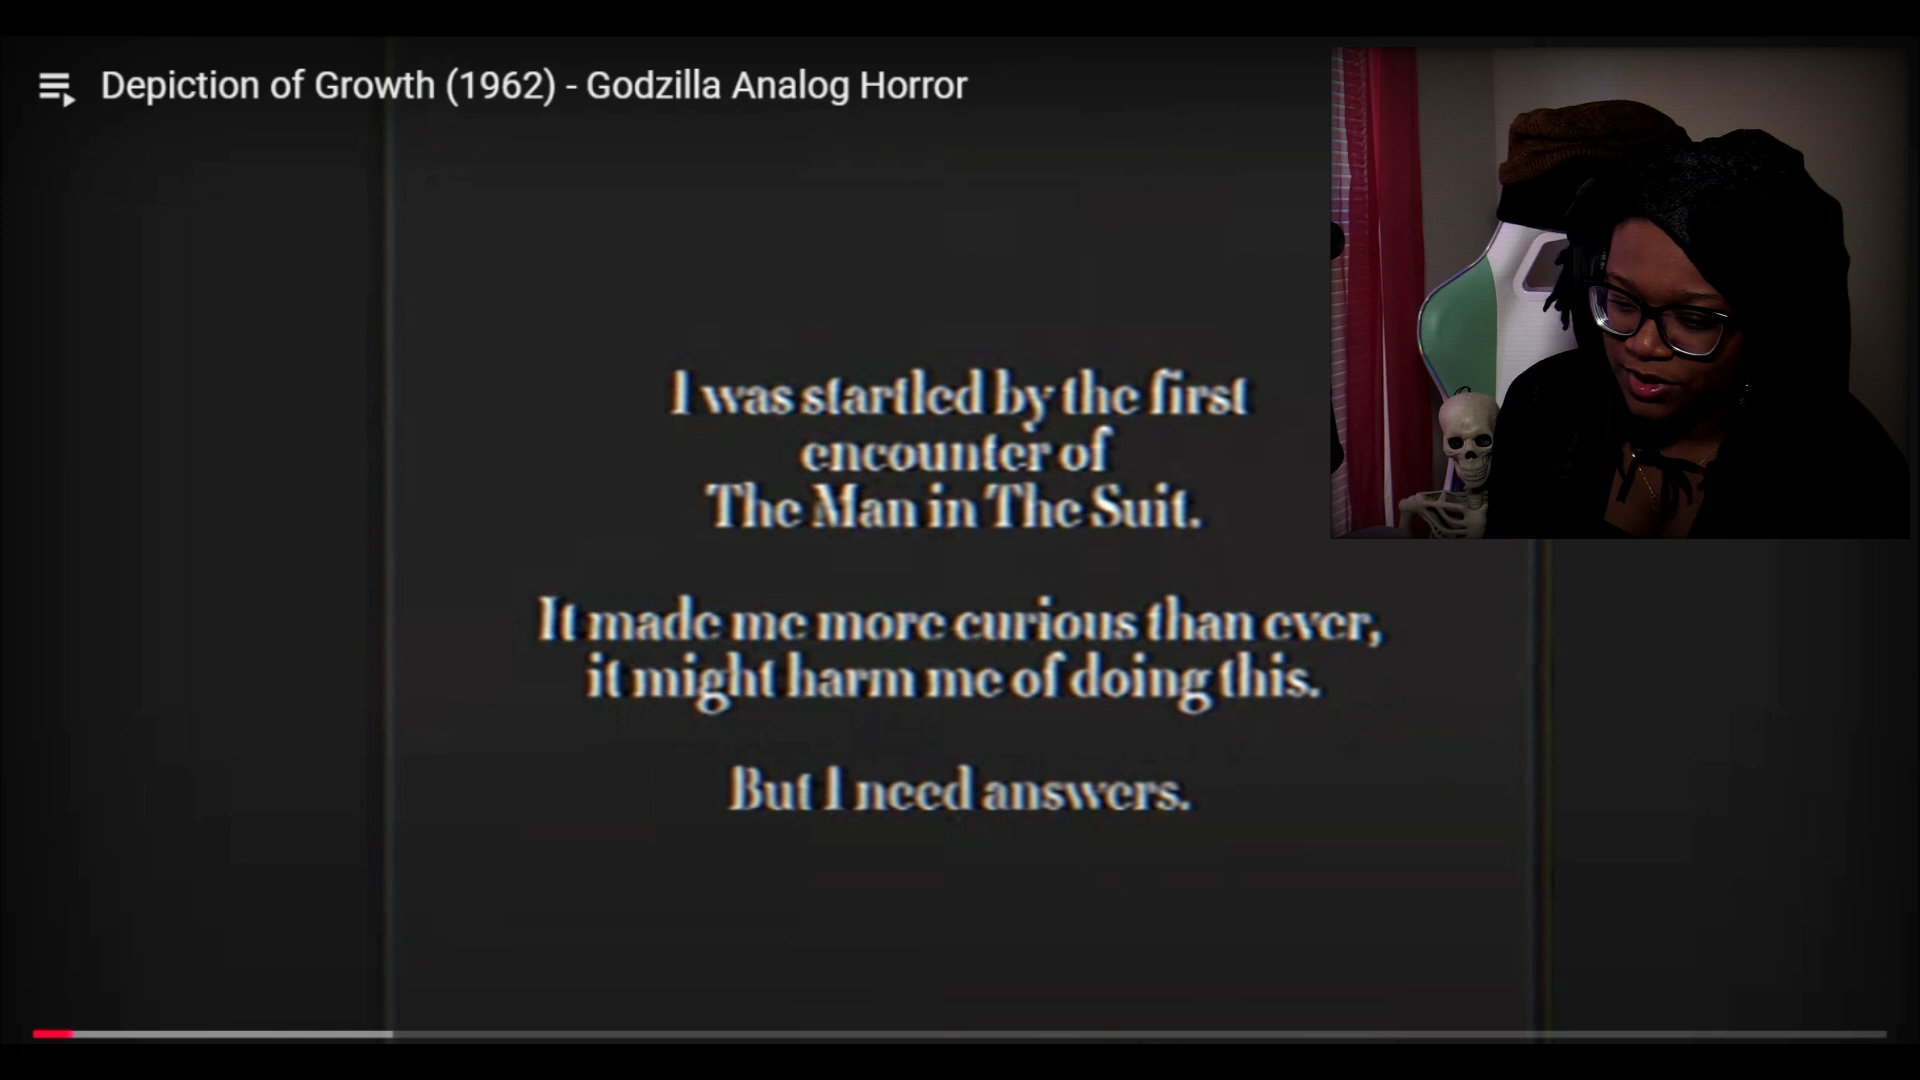 Depiction of Growth (1962) - Godzilla Analog Horror
I was startled by the first
encounter of
The Man in The Suit.
It made me more curious than ever,
it might harm me of doing this.
But I need answers.